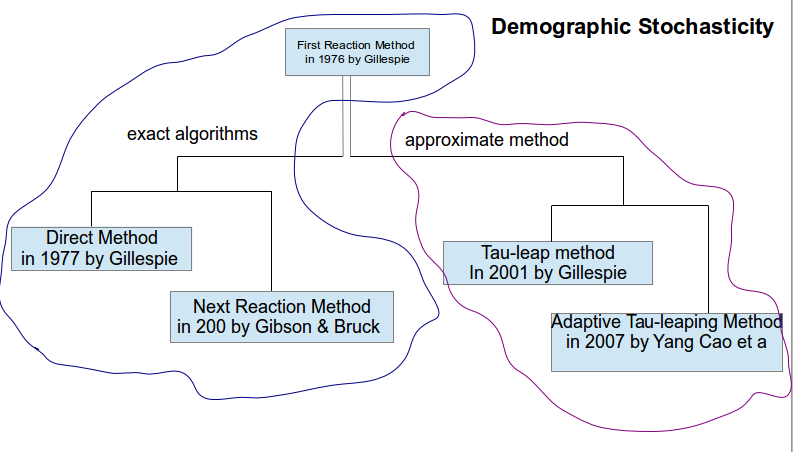 Demographic Stochasticity
First Reaction Method
in 1976 by Gillespie
exact algorithms
approximate method
Direct Method
in 1977 by Gillespie
Tau-leap method
In 2001 by Gillespie
Next Reaction Method
in 200 by Gibson & Bruck
Adaptive Tau-leaping Method
in 2007 by Yang Cao et a